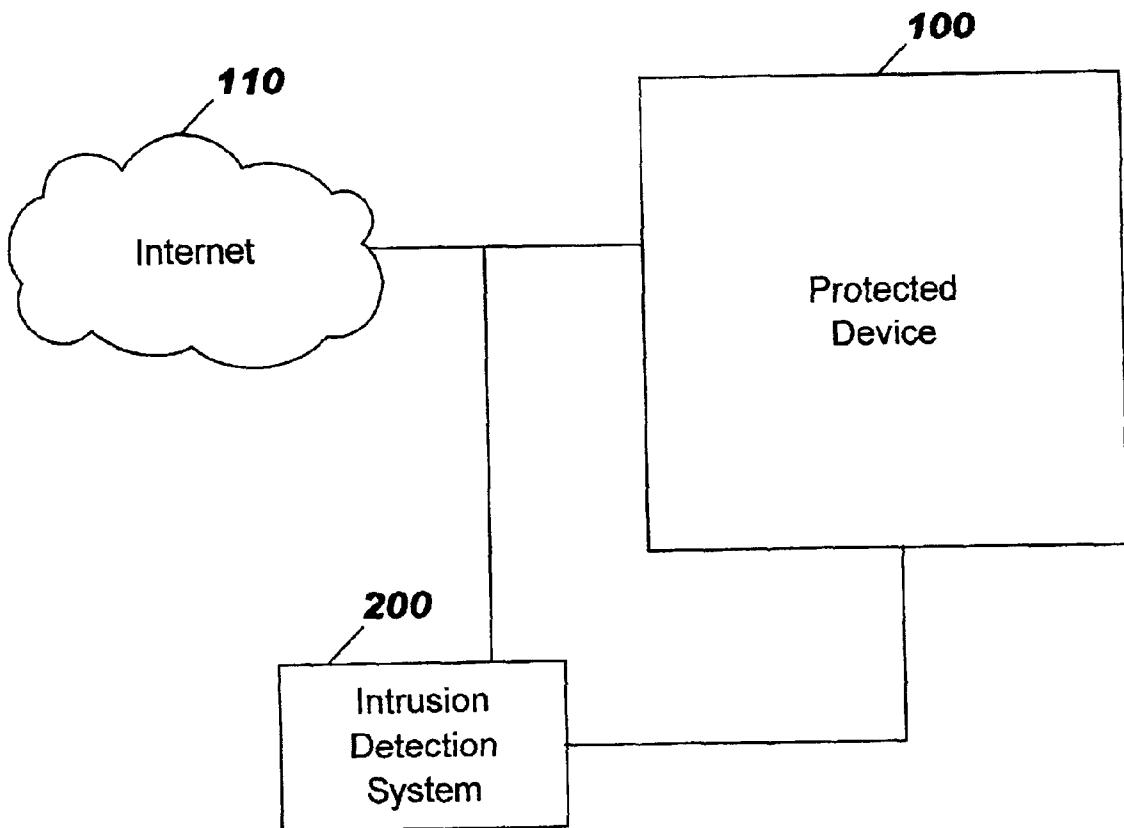 100
110
Internet
Protected
Device
200
Intrusion
Detection
System